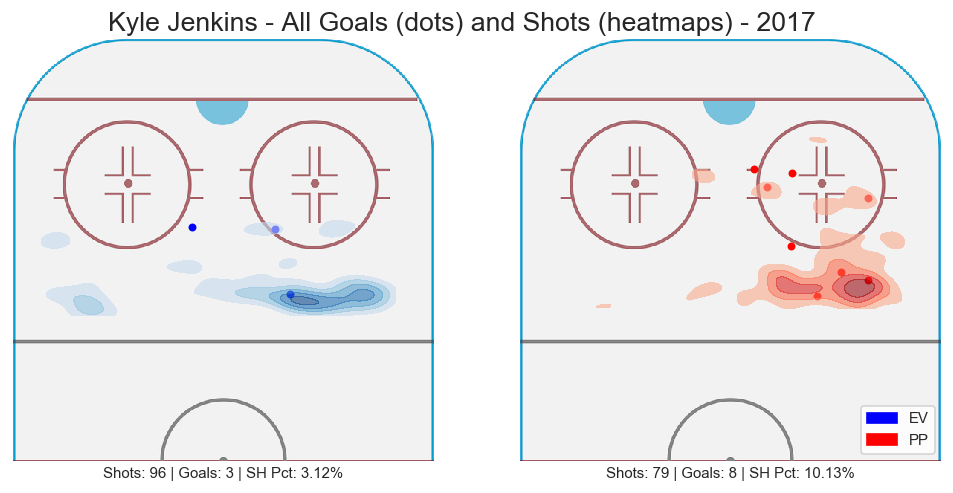 Kyle Jenkins - All Goals (dots) and Shots (heatmaps) - 2017
EV
PP
Shots: 96 | Goals: 3 | SH Pct: 3.12%
Shots: 79 | Goals: 8 | SH Pct: 10.13%